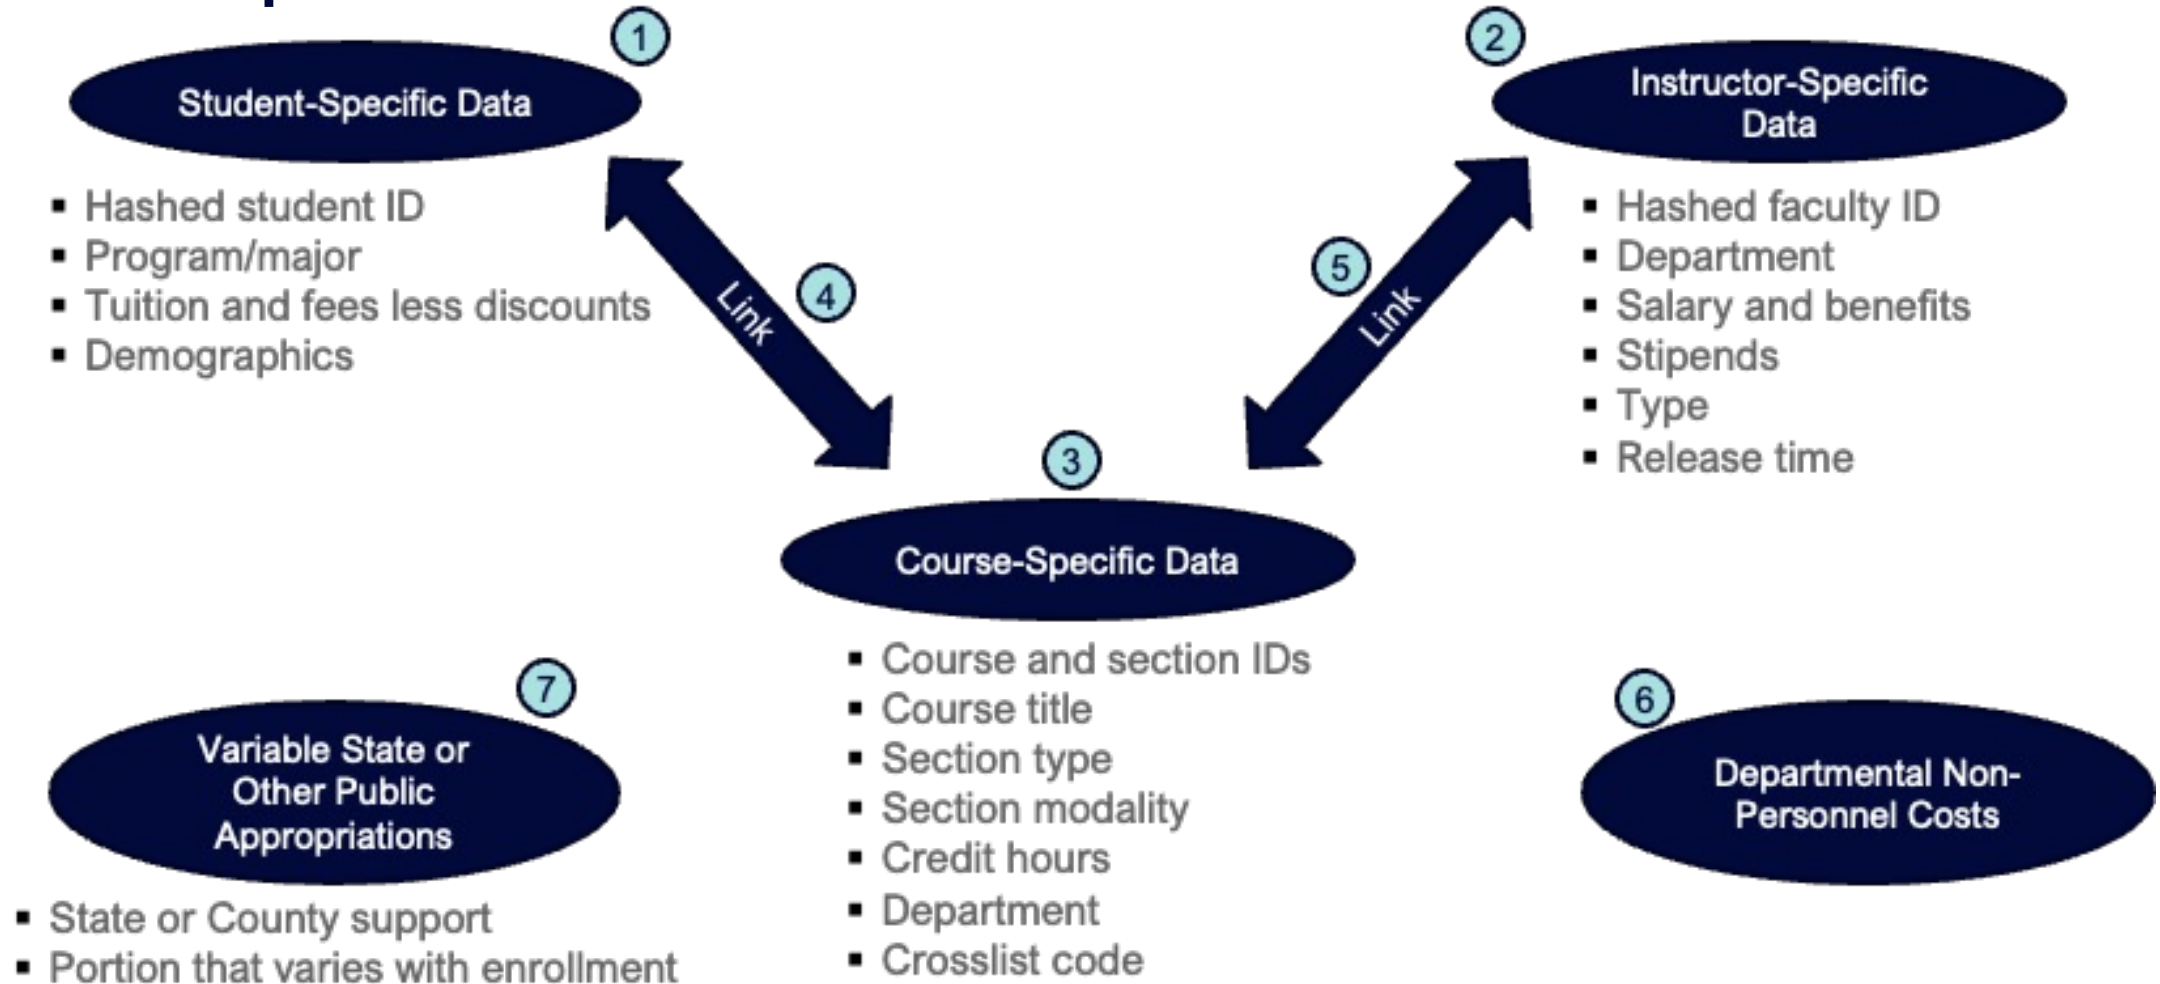 1
Student-Specific Data
▪ Hashed student ID
▪ Program/major
▪ Tuition and fees less discounts
▪ Demographics
2
Instructor-Specific
Data
▪ Hashed faculty ID
▪ Department
▪ Salary and benefits
▪ Stipends
▪ Type
▪ Release time
4
Link
5
Link
3
Course-Specific Data
▪ Course and section IDs
▪ Course title
▪ Section type
▪ Section modality
▪ Credit hours
▪ Department
▪ Crosslist code
7
Variable State or
Other Public
Appropriations
▪ State or County support
▪ Portion that varies with enrollment
6
Departmental Non-
Personnel Costs